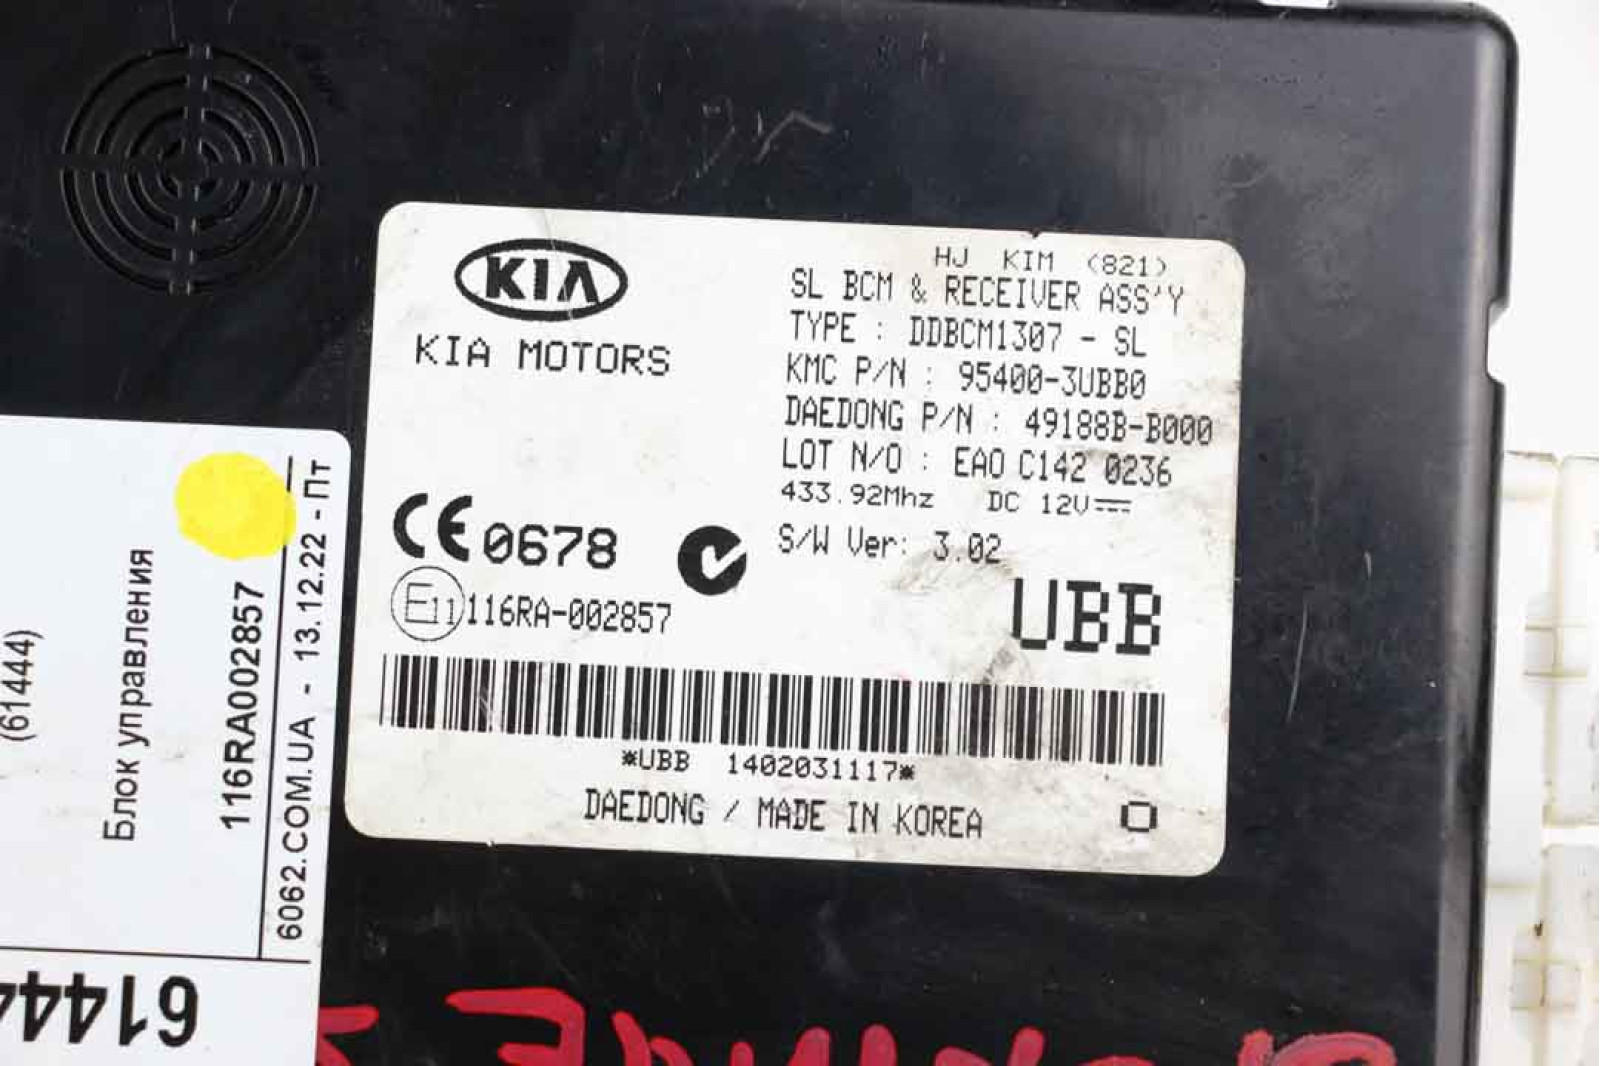 KIA
KIA MOTORS
HJ KIM (821)
SL BCM & RECEIVER ASS'Y
TYPE : DDBCM1307 - SL
KMC P/N : 95400-3UBB0
DAEDONG P/N : 49188B-B000
LOT N/O : EAO C142 0236
433.92Mhz DC 12V
S/W Ver: 3.02
CE 0678
E11 116RA-002857
UBB
*UBB 1402031117*
DAEDONG / MADE IN KOREA
O
(61444)
Блок управления
116RA002857
6062.COM.UA - 13.12.22 - Пт
61444